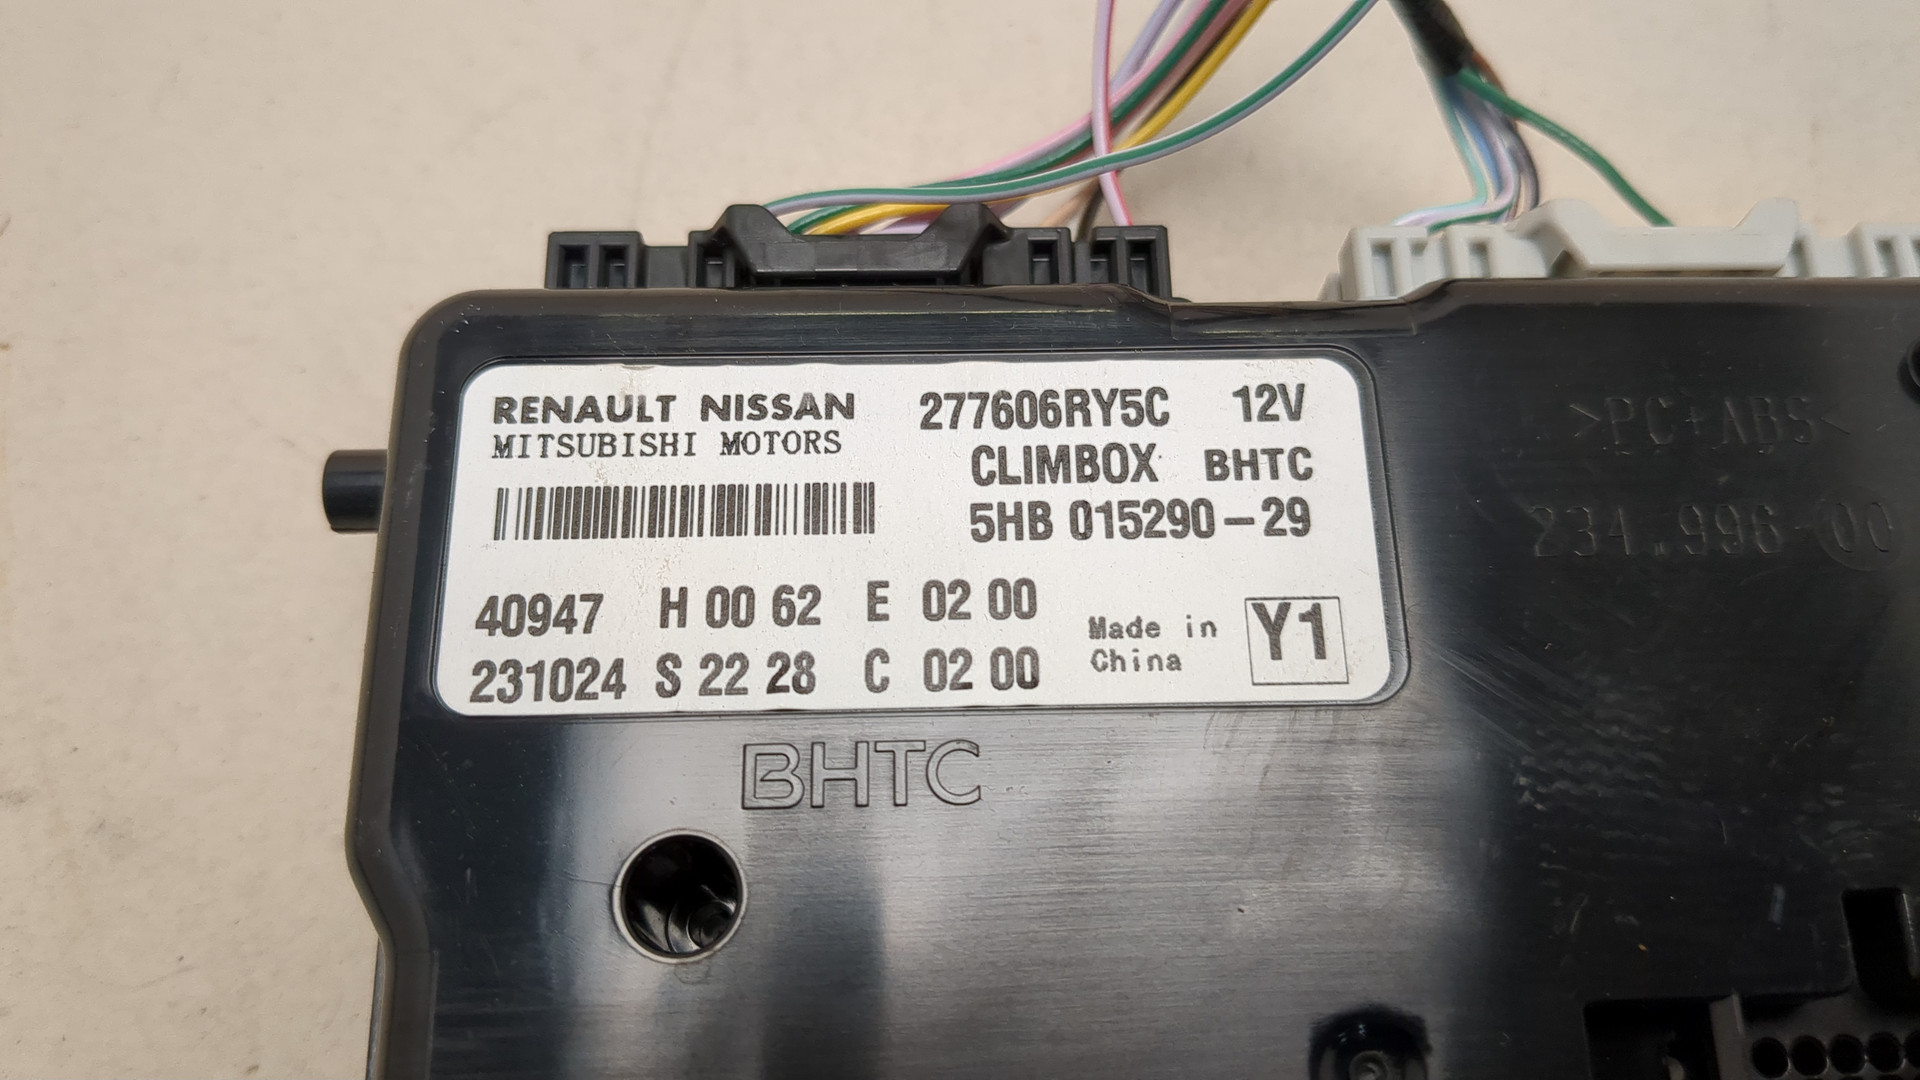 RENAULT NISSAN
MITSUBISHI MOTORS
277606RY5C 12V
CLIMBOX BHTC
5HB 015290-29
40947 H 00 62 E 02 00
231024 S 22 28 C 02 00
Made in
China
Y1
BHTC
>PC+ABS<
234.996-00